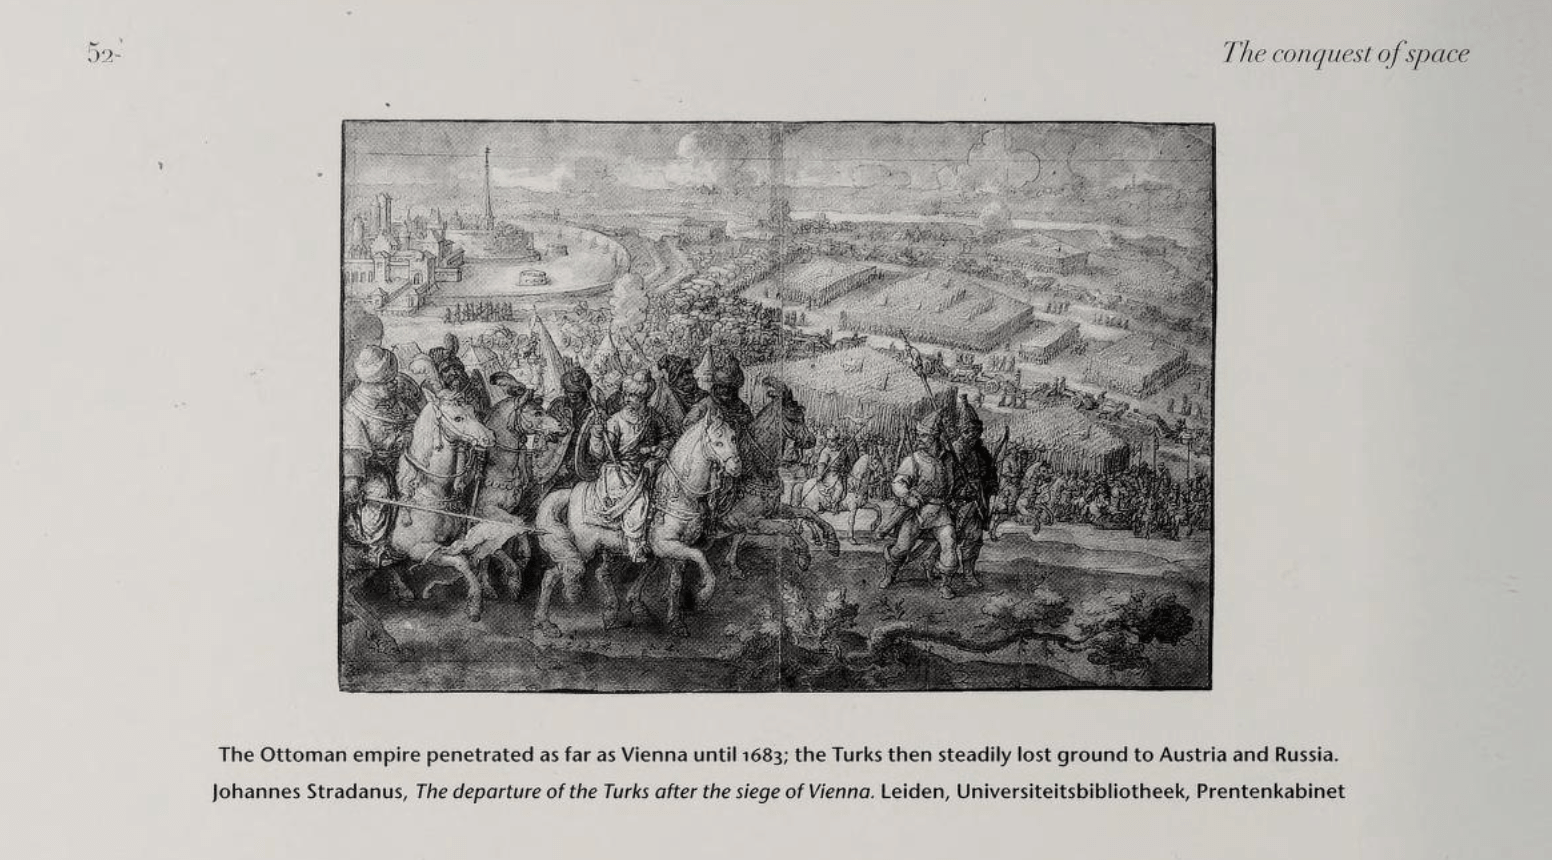 52
The conquest of space
The Ottoman empire penetrated as far as Vienna until 1683; the Turks then steadily lost ground to Austria and Russia.
Johannes Stradanus, The departure of the Turks after the siege of Vienna. Leiden, Universiteitsbibliotheek, Prentenkabinet